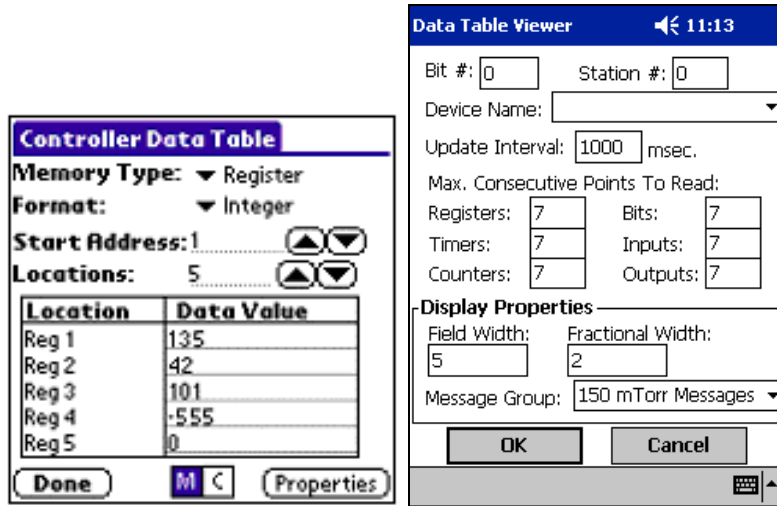 Controller Data Table
Memory Type: Register
Format: Integer
Start Address: 1
Locations: 5
Location Data Value
Reg 1 135
Reg 2 42
Reg 3 101
Reg 4 -555
Reg 5 0
Done M C Properties
Data Table Viewer 11:13
Bit #: 0 Station #: 0
Device Name:
Update Interval: 1000 msec.
Max. Consecutive Points To Read:
Registers: 7 Bits: 7
Timers: 7 Inputs: 7
Counters: 7 Outputs: 7
Display Properties
Field Width: Fractional Width:
5 2
Message Group: 150 mTorr Messages
OK Cancel